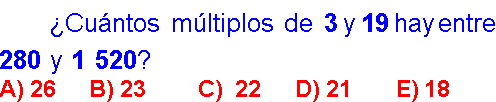 ¿Cuántos múltiplos de 3 y 19 hay entre
280 y 1 520?
A) 26 B) 23 C) 22 D) 21 E) 18